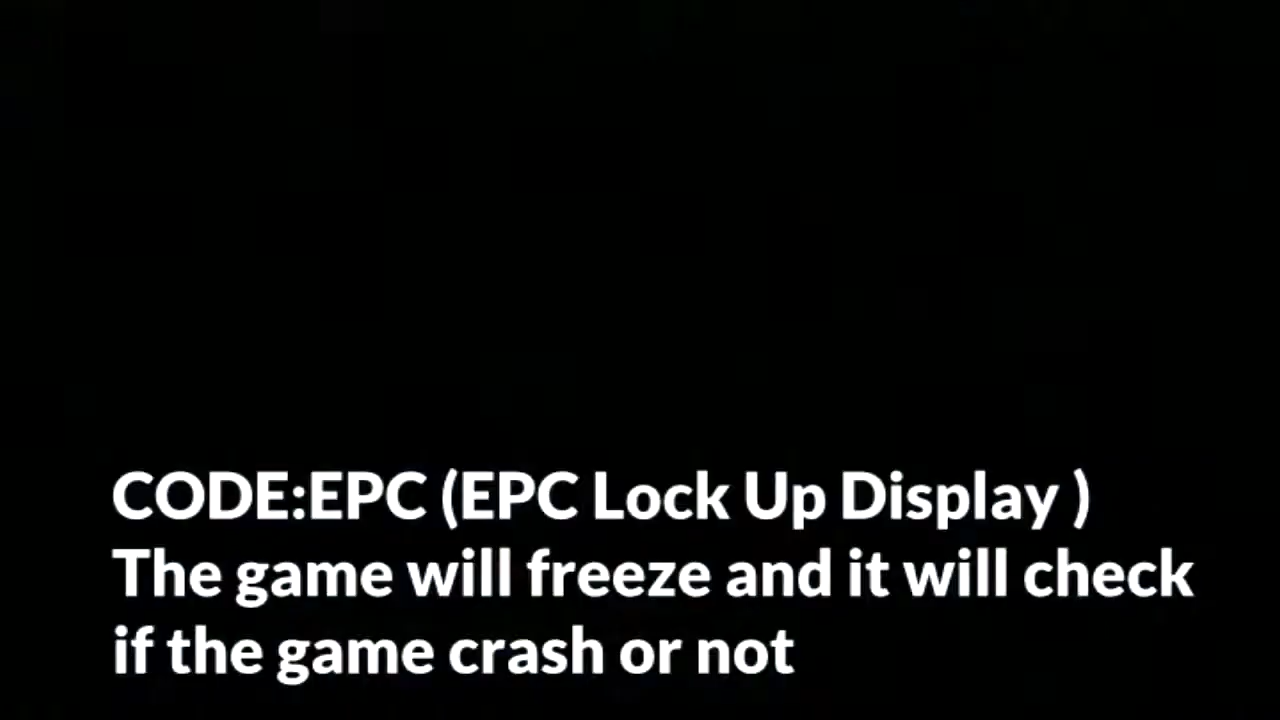 CODE:EPC (EPC Lock Up Display )
The game will freeze and it will check
if the game crash or not